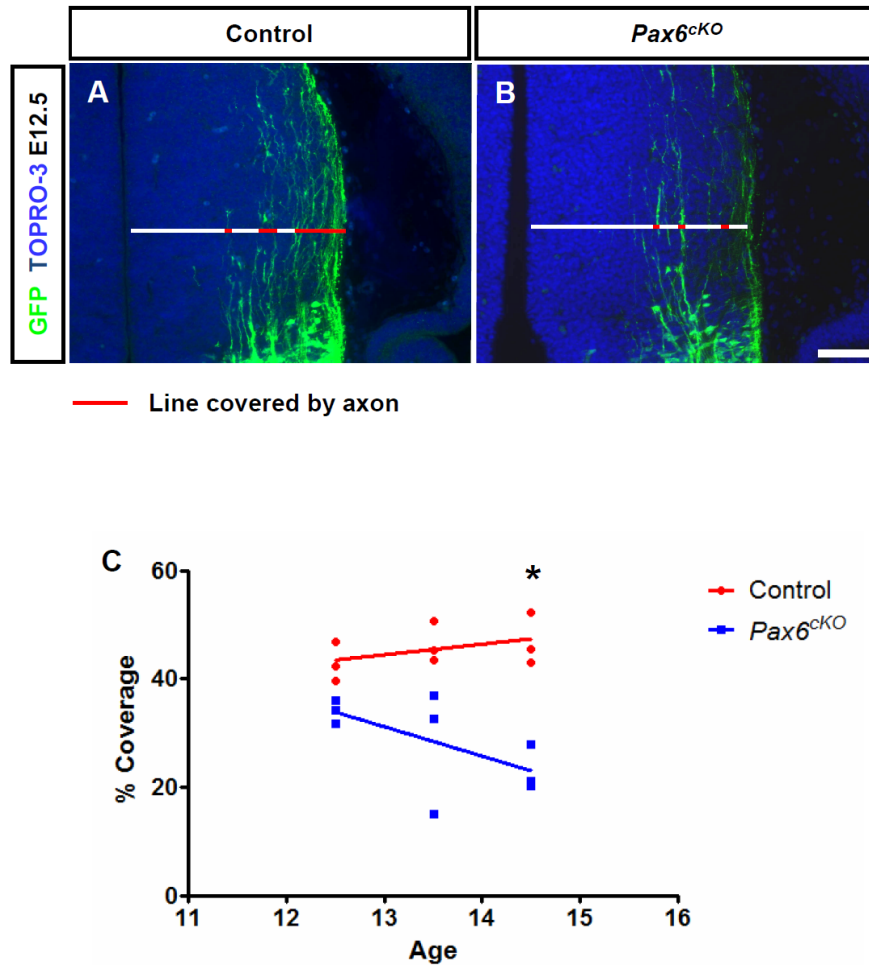 Control
Pax6cKO
GFP TOPRO-3 E12.5
A
B
Line covered by axon
C
*
60
40
20
0
% Coverage
11 12 13 14 15 16
Age
Control
Pax6cKO